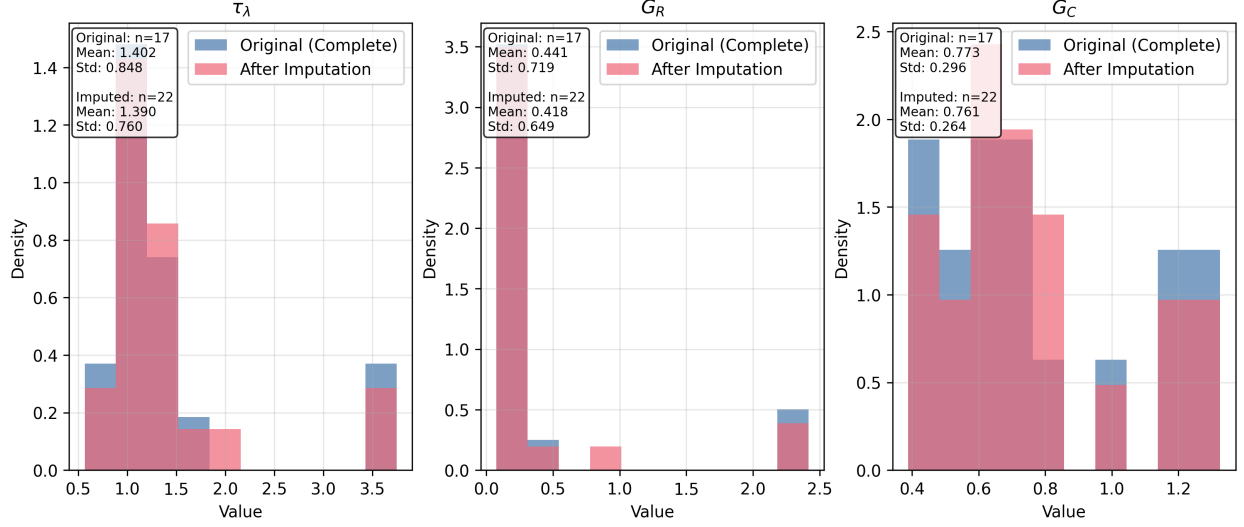 τλ
Original: n=17
Mean: 1.402
Std: 0.848
Imputed: n=22
Mean: 1.390
Std: 0.760
Original (Complete)
After Imputation
Density
1.4
1.2
1.0
0.8
0.6
0.4
0.2
0.0
0.5 1.0 1.5 2.0 2.5 3.0 3.5
Value
G_R
Original: n=17
Mean: 0.441
Std: 0.719
Imputed: n=22
Mean: 0.418
Std: 0.649
Original (Complete)
After Imputation
Density
3.5
3.0
2.5
2.0
1.5
1.0
0.5
0.0
0.0 0.5 1.0 1.5 2.0 2.5
Value
G_C
Original: n=17
Mean: 0.773
Std: 0.296
Imputed: n=22
Mean: 0.761
Std: 0.264
Original (Complete)
After Imputation
Density
2.5
2.0
1.5
1.0
0.5
0.0
0.4 0.6 0.8 1.0 1.2
Value